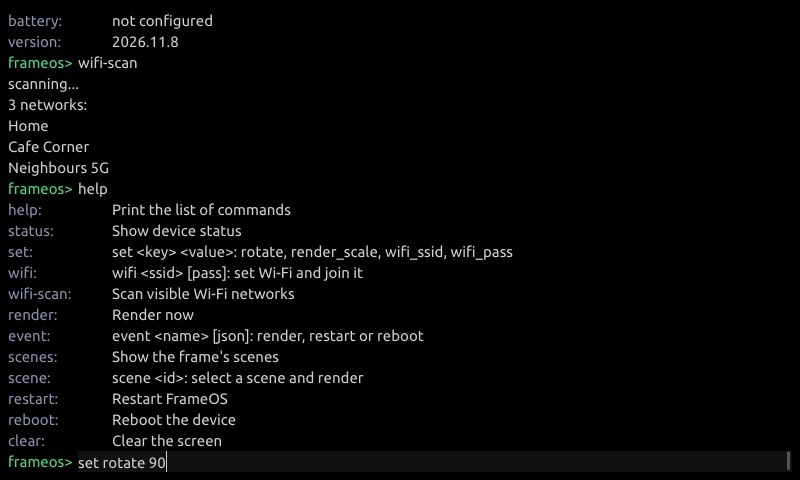 battery: not configured
version: 2026.11.8
frameos> wifi-scan
scanning...
3 networks:
Home
Cafe Corner
Neighbours 5G
frameos> help
help: Print the list of commands
status: Show device status
set: set <key> <value>: rotate, render_scale, wifi_ssid, wifi_pass
wifi: wifi <ssid> [pass]: set Wi-Fi and join it
wifi-scan: Scan visible Wi-Fi networks
render: Render now
event: event <name> [json]: render, restart or reboot
scenes: Show the frame's scenes
scene: scene <id>: select a scene and render
restart: Restart FrameOS
reboot: Reboot the device
clear: Clear the screen
frameos> set rotate 90